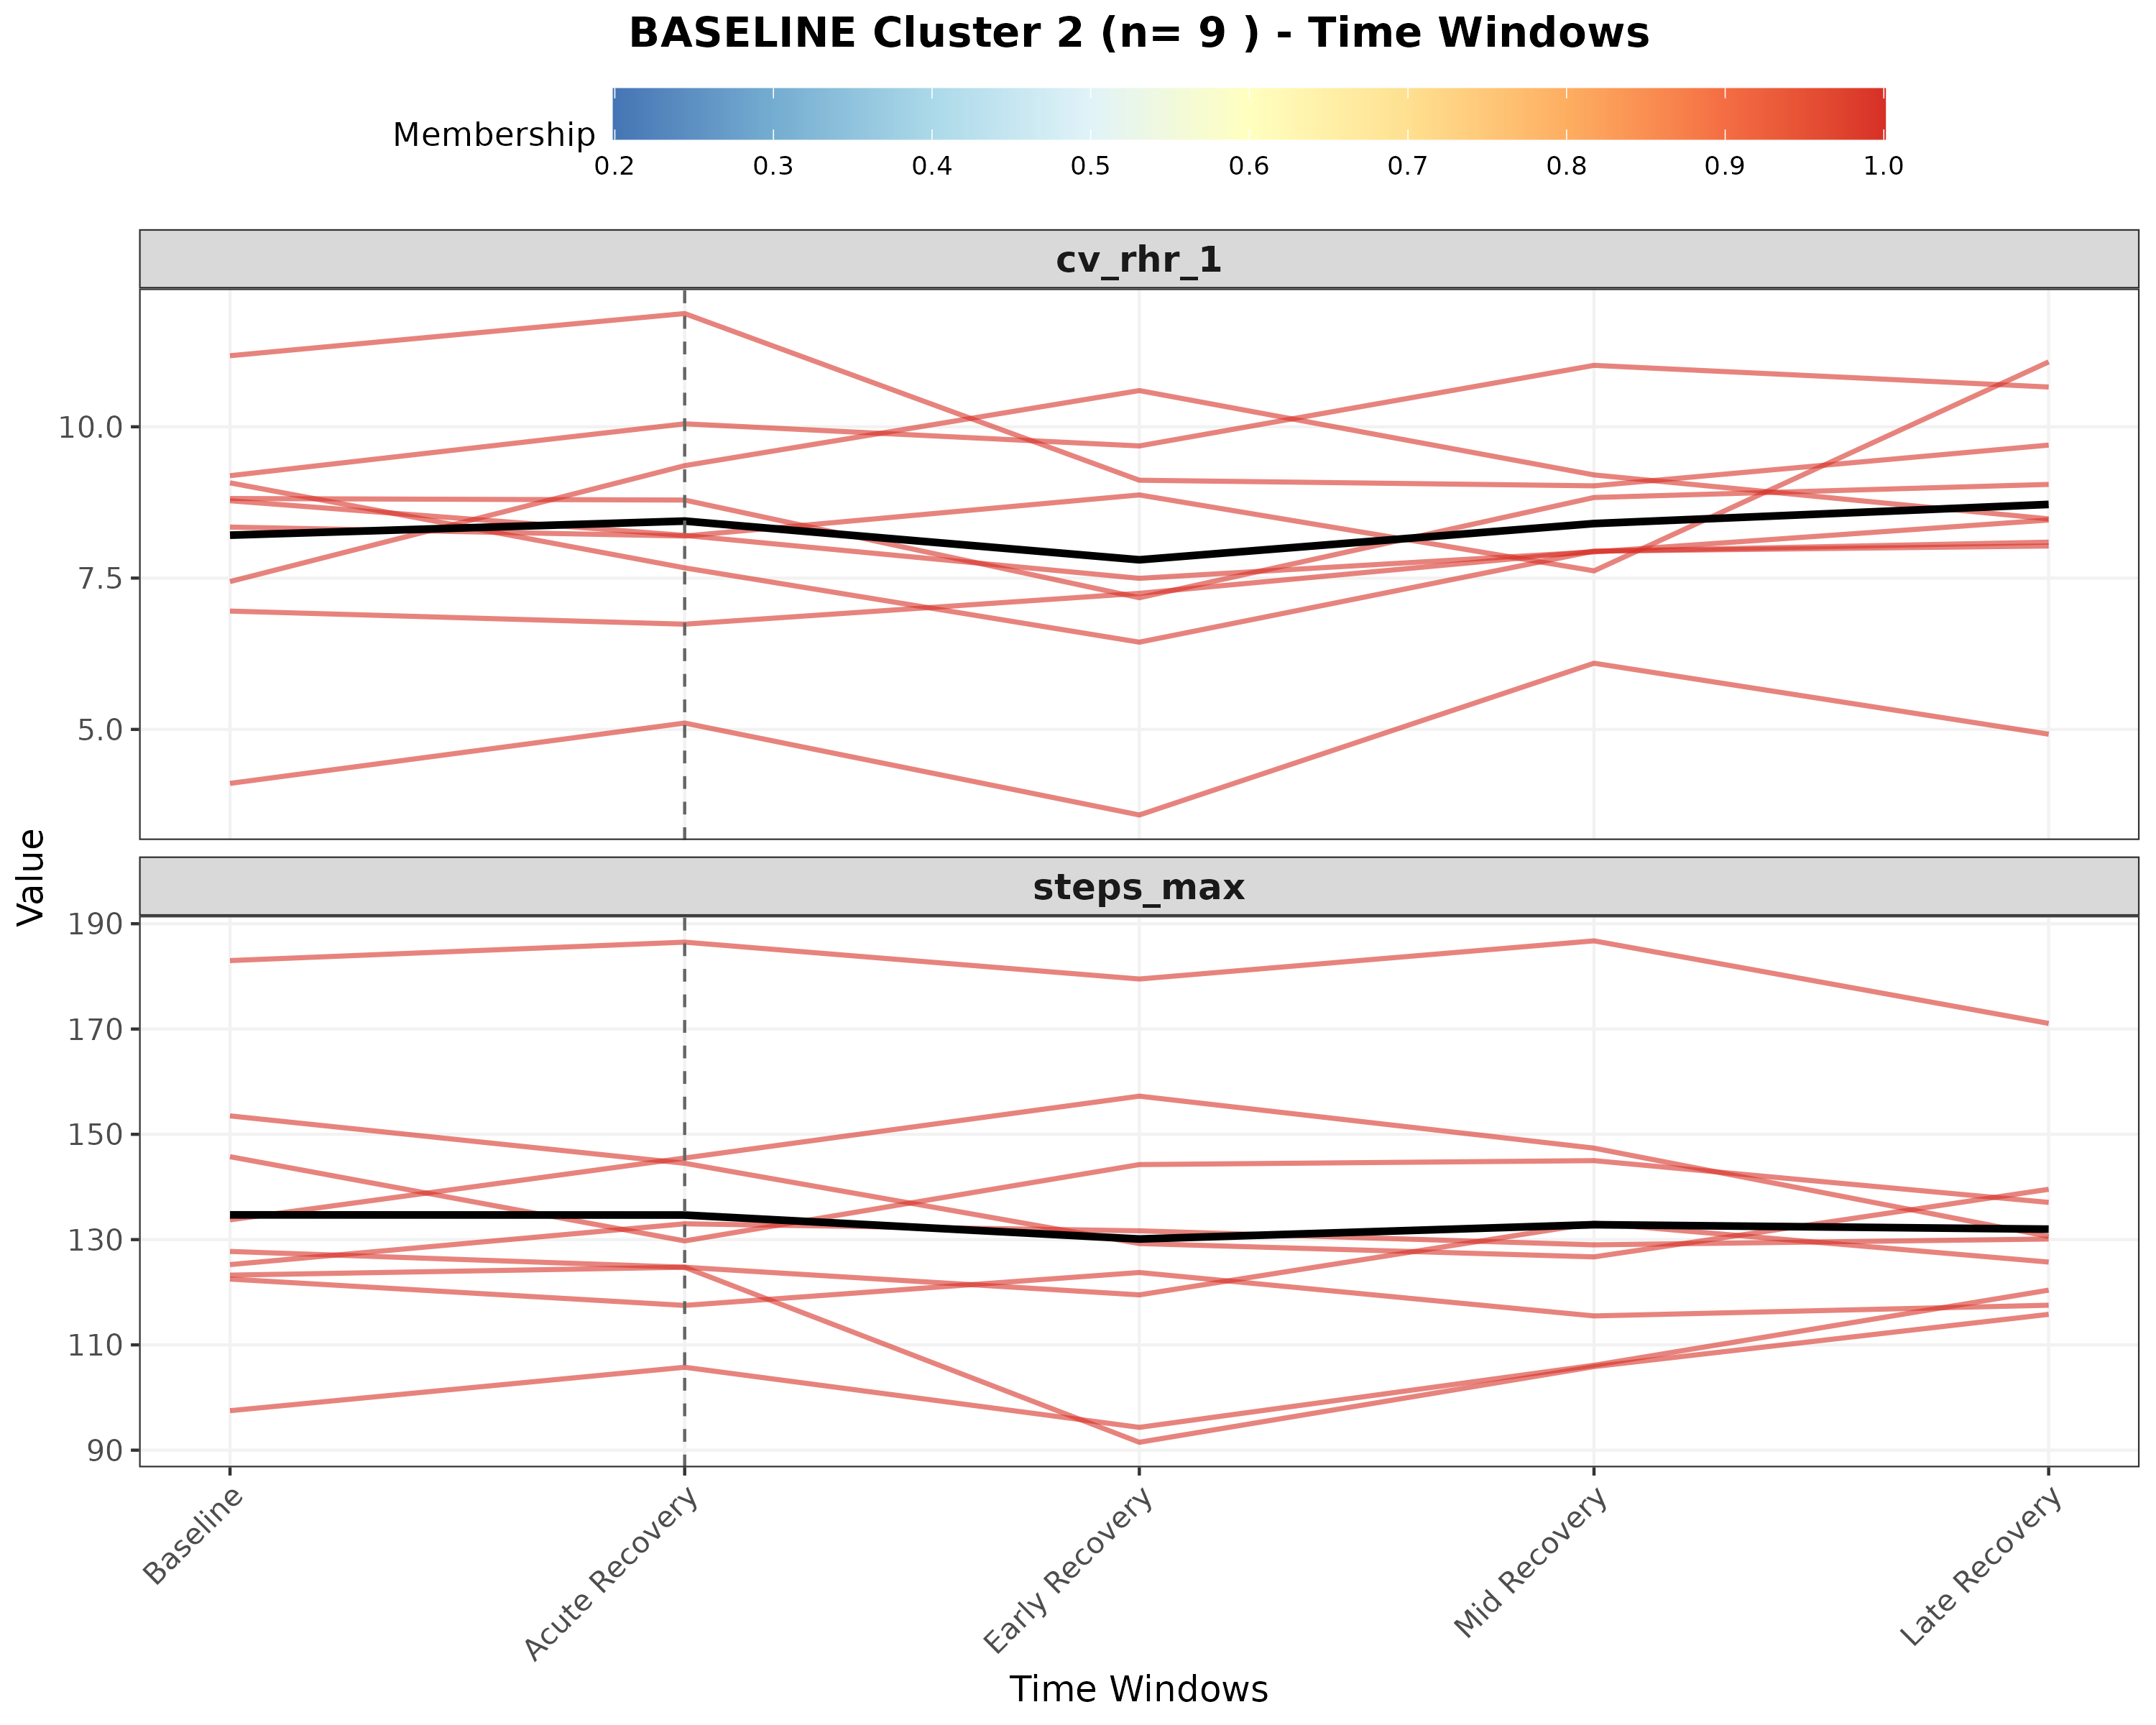 BASELINE Cluster 2 (n= 9 ) - Time Windows
Membership
0.2 0.3 0.4 0.5 0.6 0.7 0.8 0.9 1.0
cv_rhr_1
10.0
7.5
5.0
Value
steps_max
190
170
150
130
110
90
Baseline
Acute Recovery
Early Recovery
Mid Recovery
Late Recovery
Time Windows